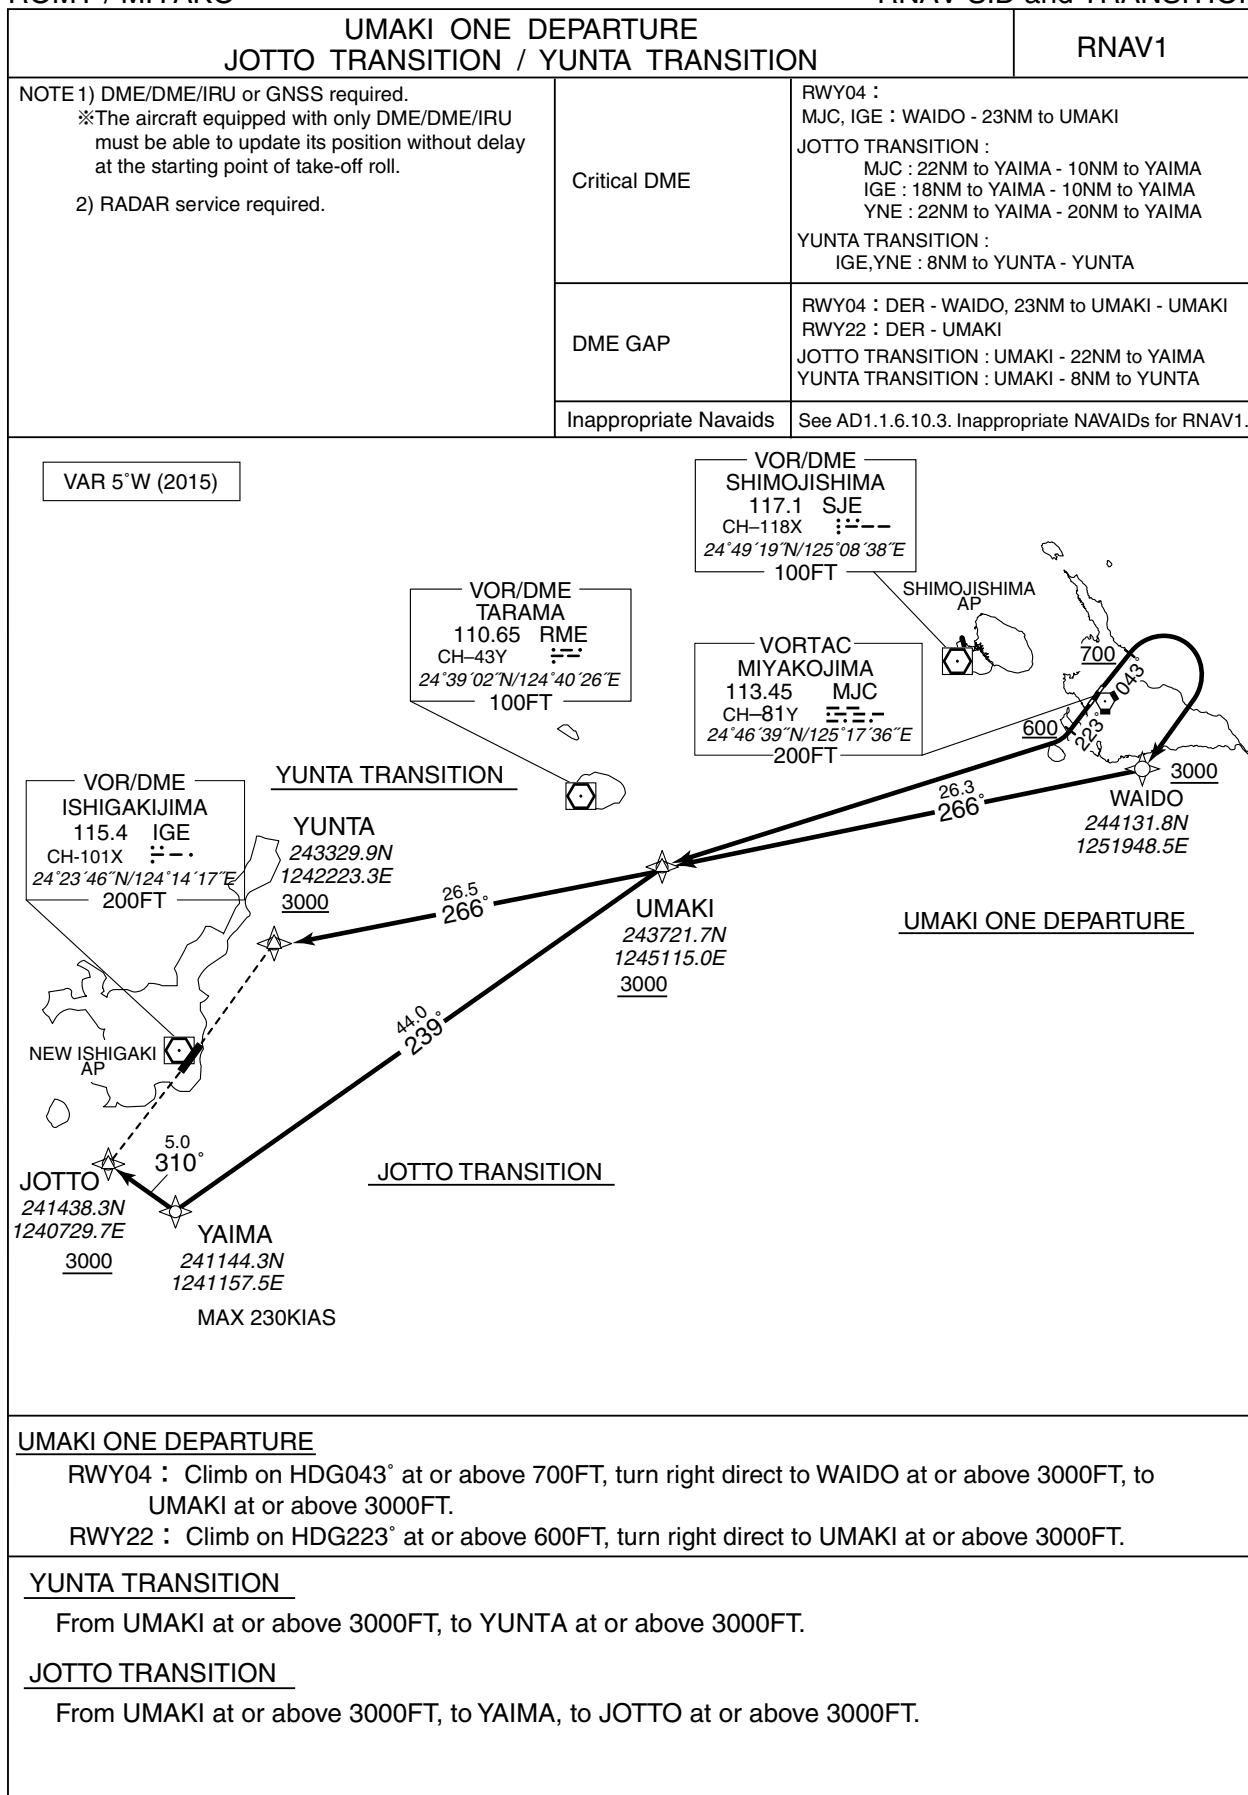 UMAKI ONE DEPARTURE
JOTTO TRANSITION / YUNTA TRANSITION
RNAV1
NOTE 1) DME/DME/IRU or GNSS required.
※The aircraft equipped with only DME/DME/IRU
must be able to update its position without delay
at the starting point of take-off roll.
2) RADAR service required.
Critical DME
RWY04 :
MJC, IGE : WAIDO - 23NM to UMAKI
JOTTO TRANSITION :
MJC : 22NM to YAIMA - 10NM to YAIMA
IGE : 18NM to YAIMA - 10NM to YAIMA
YNE : 22NM to YAIMA - 20NM to YAIMA
YUNTA TRANSITION :
IGE,YNE : 8NM to YUNTA - YUNTA
DME GAP
RWY04 : DER - WAIDO, 23NM to UMAKI - UMAKI
RWY22 : DER - UMAKI
JOTTO TRANSITION : UMAKI - 22NM to YAIMA
YUNTA TRANSITION : UMAKI - 8NM to YUNTA
Inappropriate Navaids
See AD1.1.6.10.3. Inappropriate NAVAIDs for RNAV1.
VAR 5˚W (2015)
VOR/DME
SHIMOJISHIMA
117.1 SJE
CH–118X
24˚49´19˝N/125˚08´38˝E
100FT
SHIMOJISHIMA
AP
VOR/DME
TARAMA
110.65 RME
CH–43Y
24˚39´02˝N/124˚40´26˝E
100FT
VORTAC
MIYAKOJIMA
113.45 MJC
CH–81Y
24˚46´39˝N/125˚17´36˝E
200FT
700
043˚
600
223˚
3000
WAIDO
244131.8N
1251948.5E
26.3
266˚
VOR/DME
ISHIGAKIJIMA
115.4 IGE
CH-101X
24˚23´46˝N/124˚14´17˝E
200FT
YUNTA TRANSITION
YUNTA
243329.9N
1242223.3E
3000
26.5
266˚
UMAKI
243721.7N
1245115.0E
3000
UMAKI ONE DEPARTURE
44.0
239˚
NEW ISHIGAKI
AP
5.0
310˚
JOTTO TRANSITION
JOTTO
241438.3N
1240729.7E
3000
YAIMA
241144.3N
1241157.5E
MAX 230KIAS
UMAKI ONE DEPARTURE
RWY04 : Climb on HDG043˚ at or above 700FT, turn right direct to WAIDO at or above 3000FT, to
UMAKI at or above 3000FT.
RWY22 : Climb on HDG223˚ at or above 600FT, turn right direct to UMAKI at or above 3000FT.
YUNTA TRANSITION
From UMAKI at or above 3000FT, to YUNTA at or above 3000FT.
JOTTO TRANSITION
From UMAKI at or above 3000FT, to YAIMA, to JOTTO at or above 3000FT.